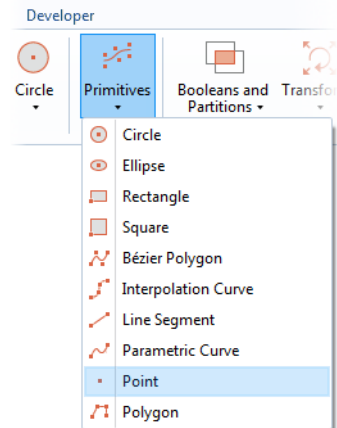 Developer
Circle
Primitives
Booleans and
Partitions
Circle
Ellipse
Rectangle
Square
Bézier Polygon
Interpolation Curve
Line Segment
Parametric Curve
Point
Polygon